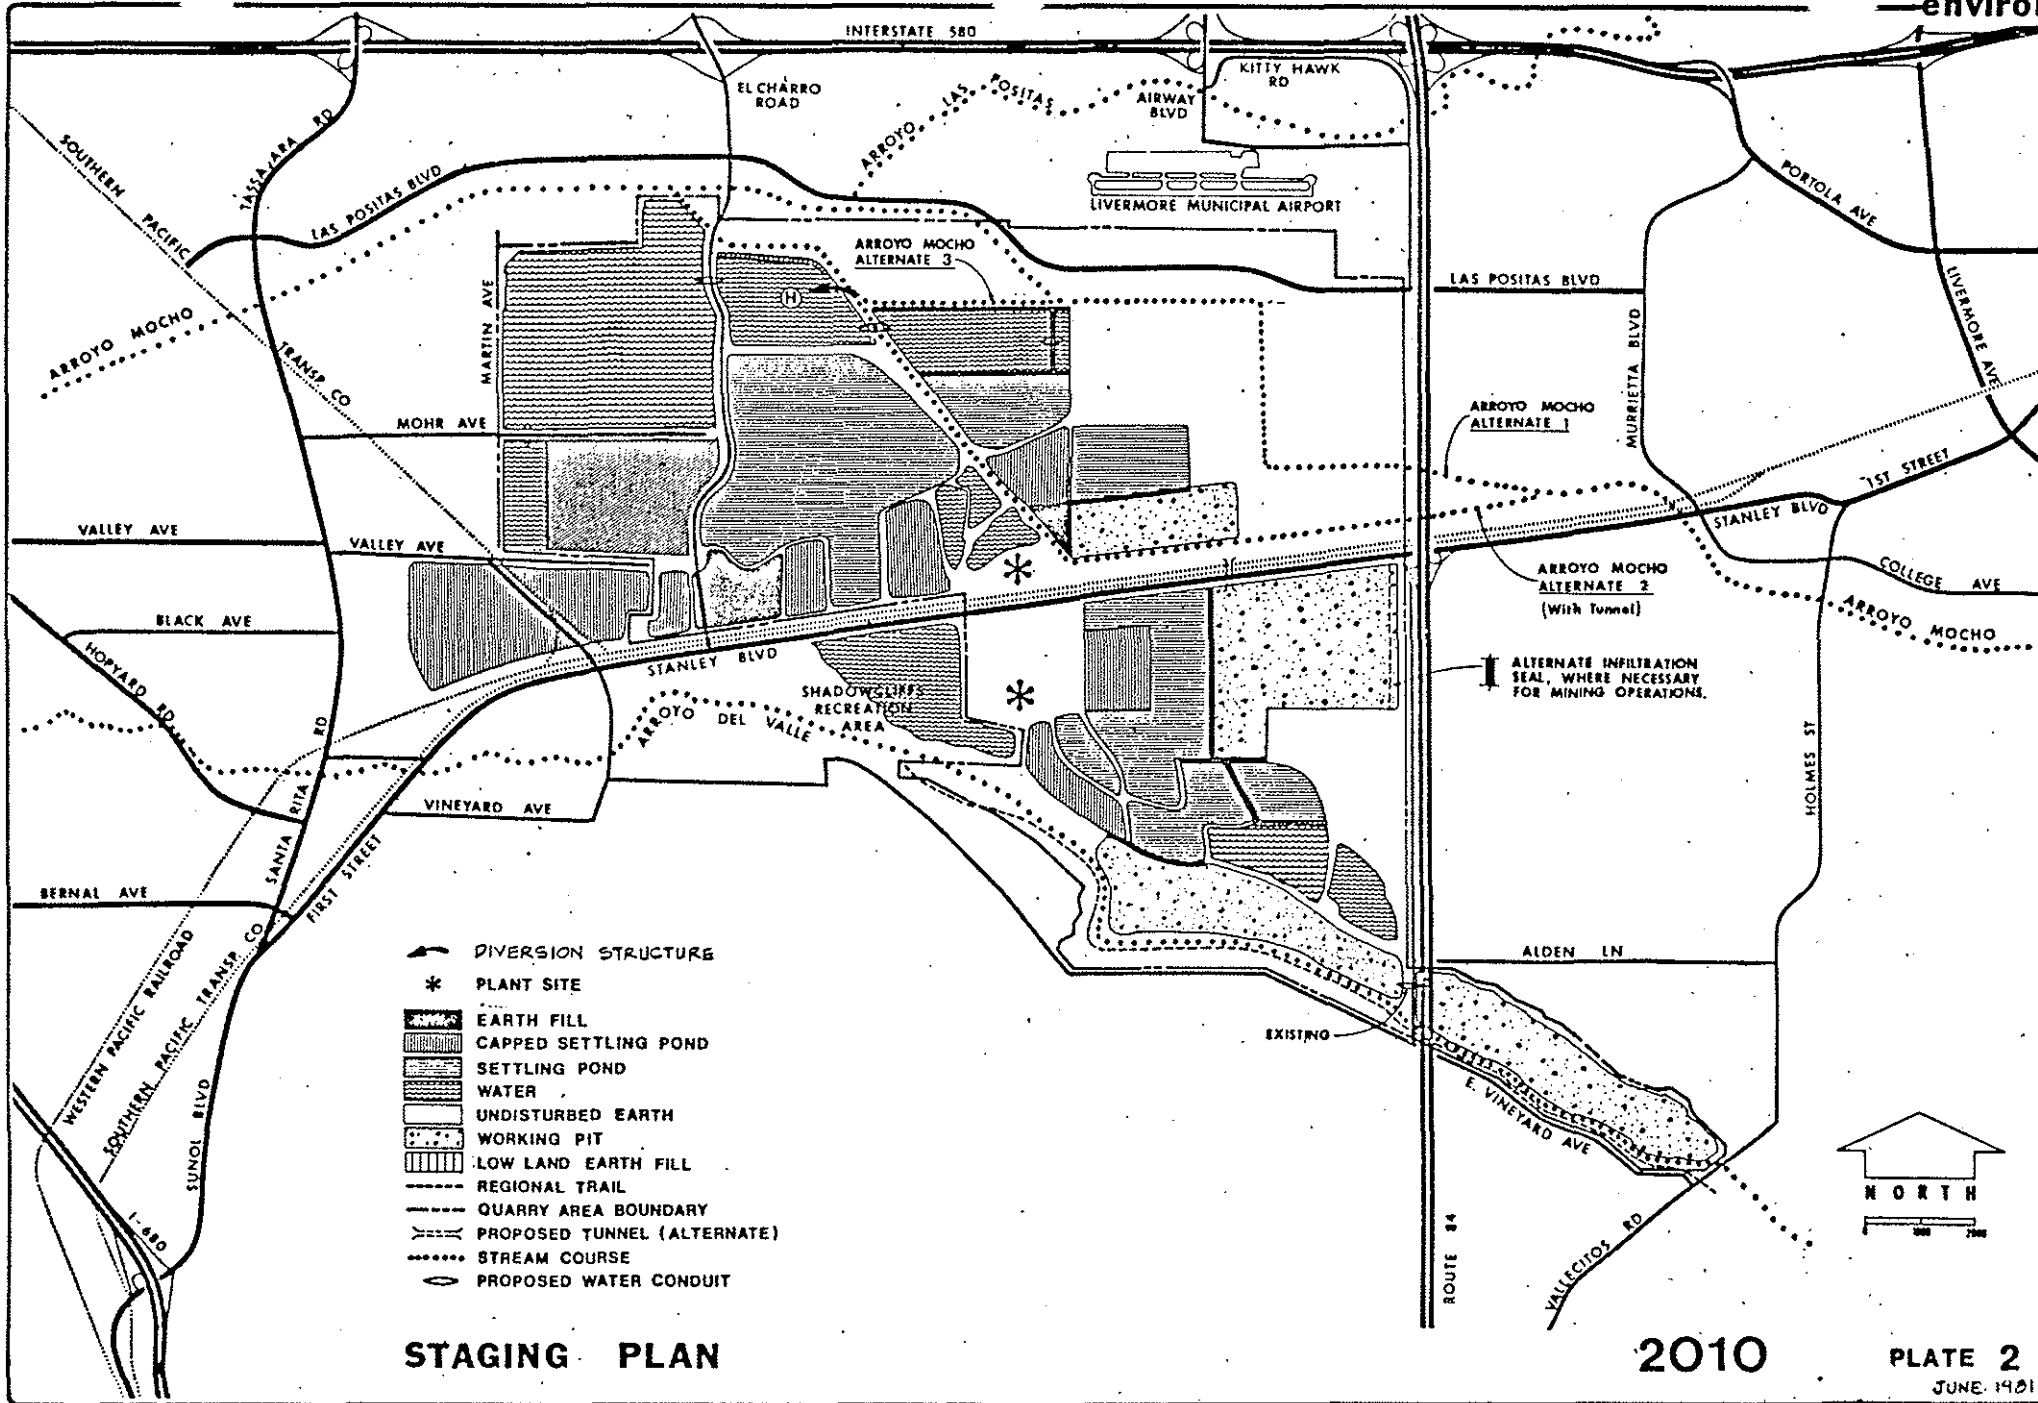 enviro
INTERSTATE 580
EL CHARRO
ROAD
ARROYO LAS POSITAS
KITTY HAWK
RD
AIRWAY
BLVD
LIVERMORE MUNICIPAL AIRPORT
SOUTHERN PACIFIC TRANSP. CO
TASSAJARA RD
LAS POSITAS BLVD
PORTOLA AVE
ARROYO MOCHO
ALTERNATE 3
LAS POSITAS BLVD
LIVERMORE AVE
MURRIETTA BLVD
ARROYO MOCHO
MARTIN AVE
H
MOHR AVE
ARROYO MOCHO
ALTERNATE 1
1ST STREET
STANLEY BLVD
VALLEY AVE
VALLEY AVE
ARROYO MOCHO
ALTERNATE 2
(With Tunnel)
COLLEGE AVE
ARROYO MOCHO
BLACK AVE
HOPYARD RD
STANLEY BLVD
SHADOWCLIFFS
RECREATION
AREA
ARROYO DEL VALLE
ALTERNATE INFILTRATION
SEAL, WHERE NECESSARY
FOR MINING OPERATIONS.
HOLMES ST
SANTA RITA RD
VINEYARD AVE
FIRST STREET
BERNAL AVE
ALDEN LN
EXISTING
E. VINEYARD AVE
WESTERN PACIFIC RAILROAD
SOUTHERN PACIFIC TRANSP. CO
SUNOL BLVD
I-680
ROUTE 84
VALLECITOS RD
DIVERSION STRUCTURE
PLANT SITE
EARTH FILL
CAPPED SETTLING POND
SETTLING POND
WATER
UNDISTURBED EARTH
WORKING PIT
LOW LAND EARTH FILL
REGIONAL TRAIL
QUARRY AREA BOUNDARY
PROPOSED TUNNEL (ALTERNATE)
STREAM COURSE
PROPOSED WATER CONDUIT
NORTH
0 1000 2000
STAGING PLAN
2010
PLATE 2
JUNE 1981